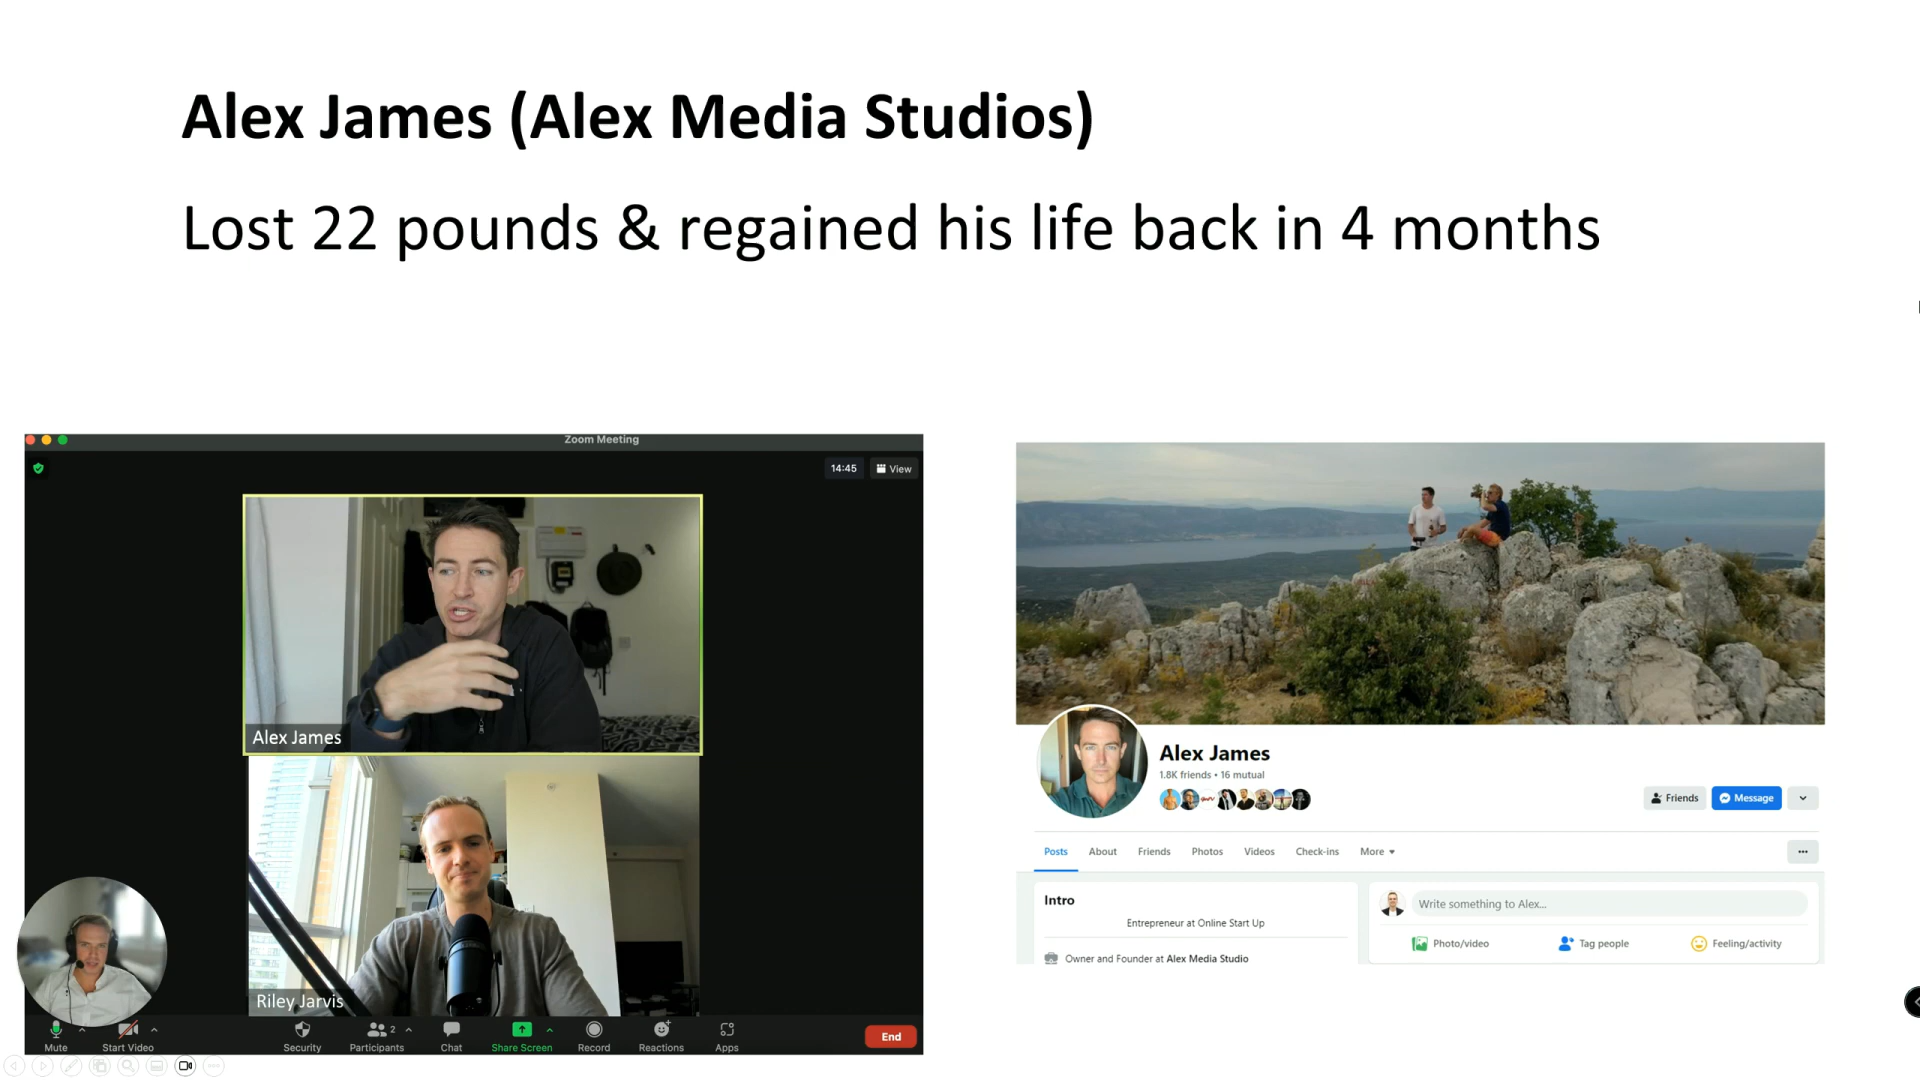 Alex James (Alex Media Studios)
Lost 22 pounds & regained his life back in 4 months
Zoom Meeting
14:45
View
Alex James
Riley Jarvis
Mute
Start Video
Security
Participants
2
Chat
Share Screen
Record
Reactions
Apps
End
Alex James
1.8K friends • 16 mutual
Friends
Message
Posts
About
Friends
Photos
Videos
Check-ins
More
Intro
Entrepreneur at Online Start Up
Owner and Founder at Alex Media Studio
Write something to Alex...
Photo/video
Tag people
Feeling/activity